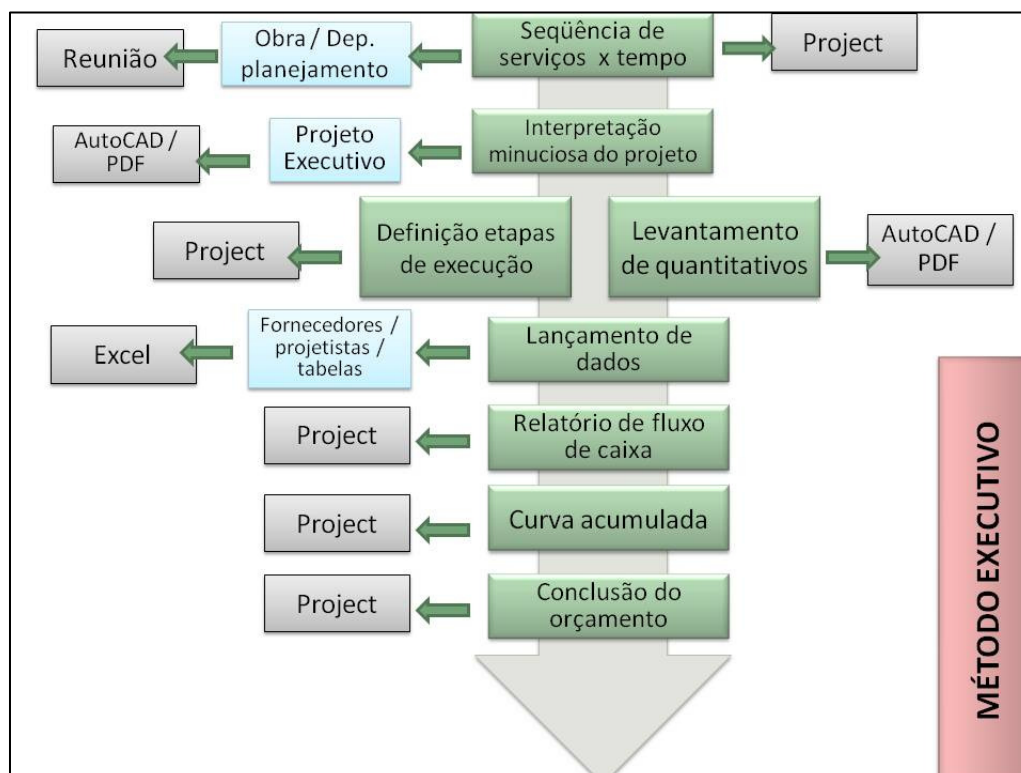 Reunião
Obra / Dep.
planejamento
Seqüência de
serviços x tempo
Project
AutoCAD /
PDF
Projeto
Executivo
Interpretação
minuciosa do projeto
Project
Definição etapas
de execução
Levantamento
de quantitativos
AutoCAD /
PDF
Excel
Fornecedores /
projetistas /
tabelas
Lançamento de
dados
Project
Relatório de fluxo
de caixa
Project
Curva acumulada
Project
Conclusão do
orçamento
MÉTODO EXECUTIVO